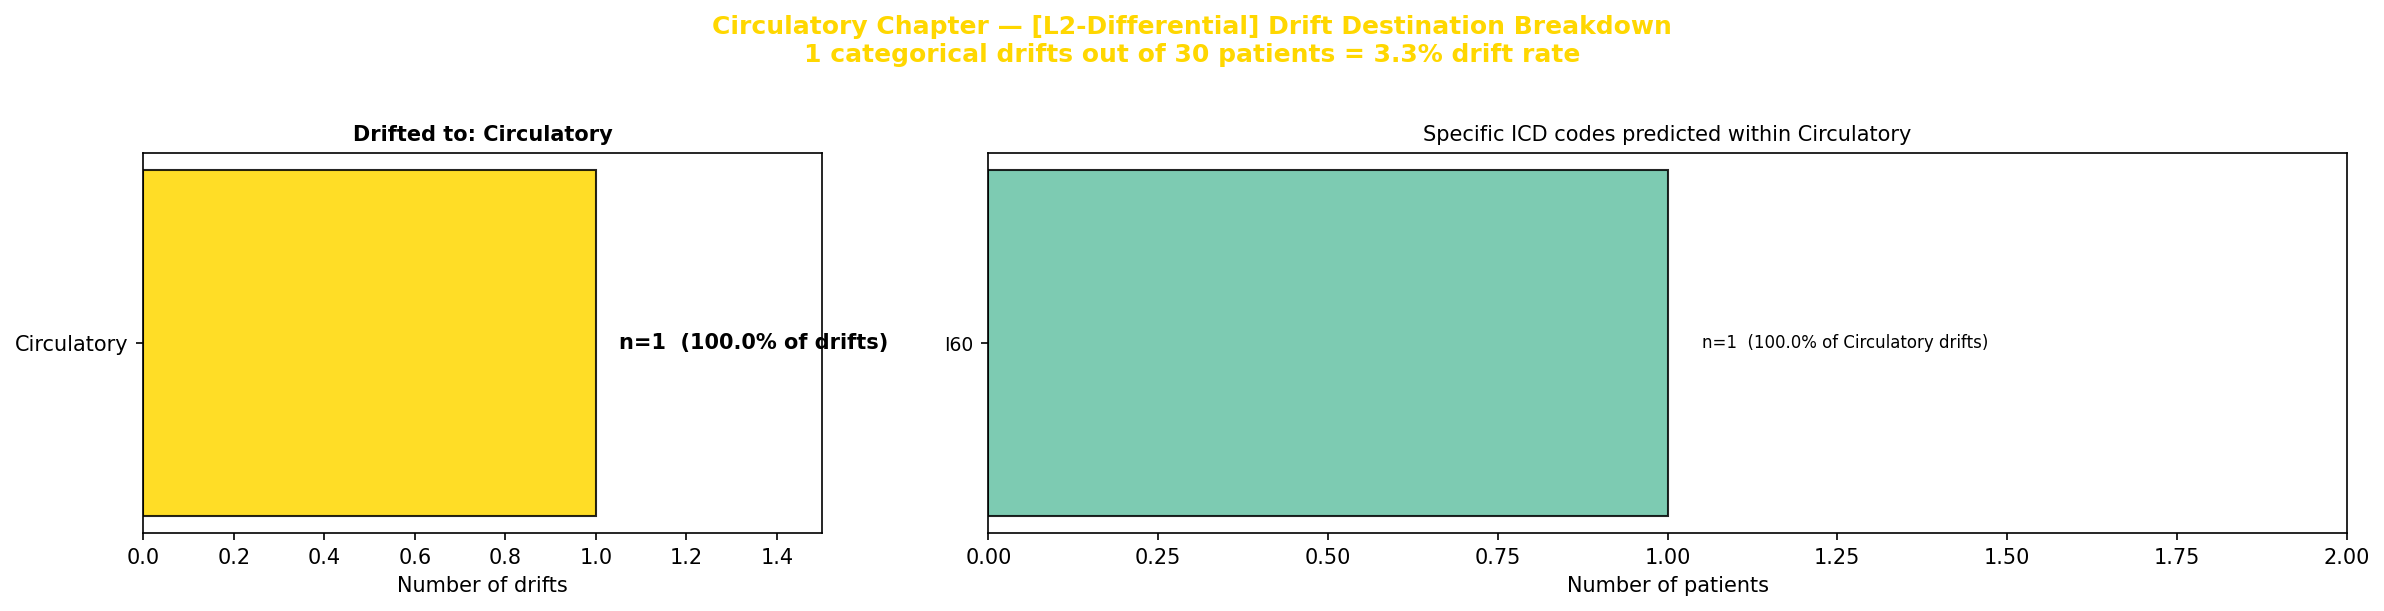 Circulatory Chapter — [L2-Differential] Drift Destination Breakdown
1 categorical drifts out of 30 patients = 3.3% drift rate
Drifted to: Circulatory
Circulatory
n=1  (100.0% of drifts)
0.0 0.2 0.4 0.6 0.8 1.0 1.2 1.4
Number of drifts
Specific ICD codes predicted within Circulatory
I60
n=1  (100.0% of Circulatory drifts)
0.00 0.25 0.50 0.75 1.00 1.25 1.50 1.75 2.00
Number of patients